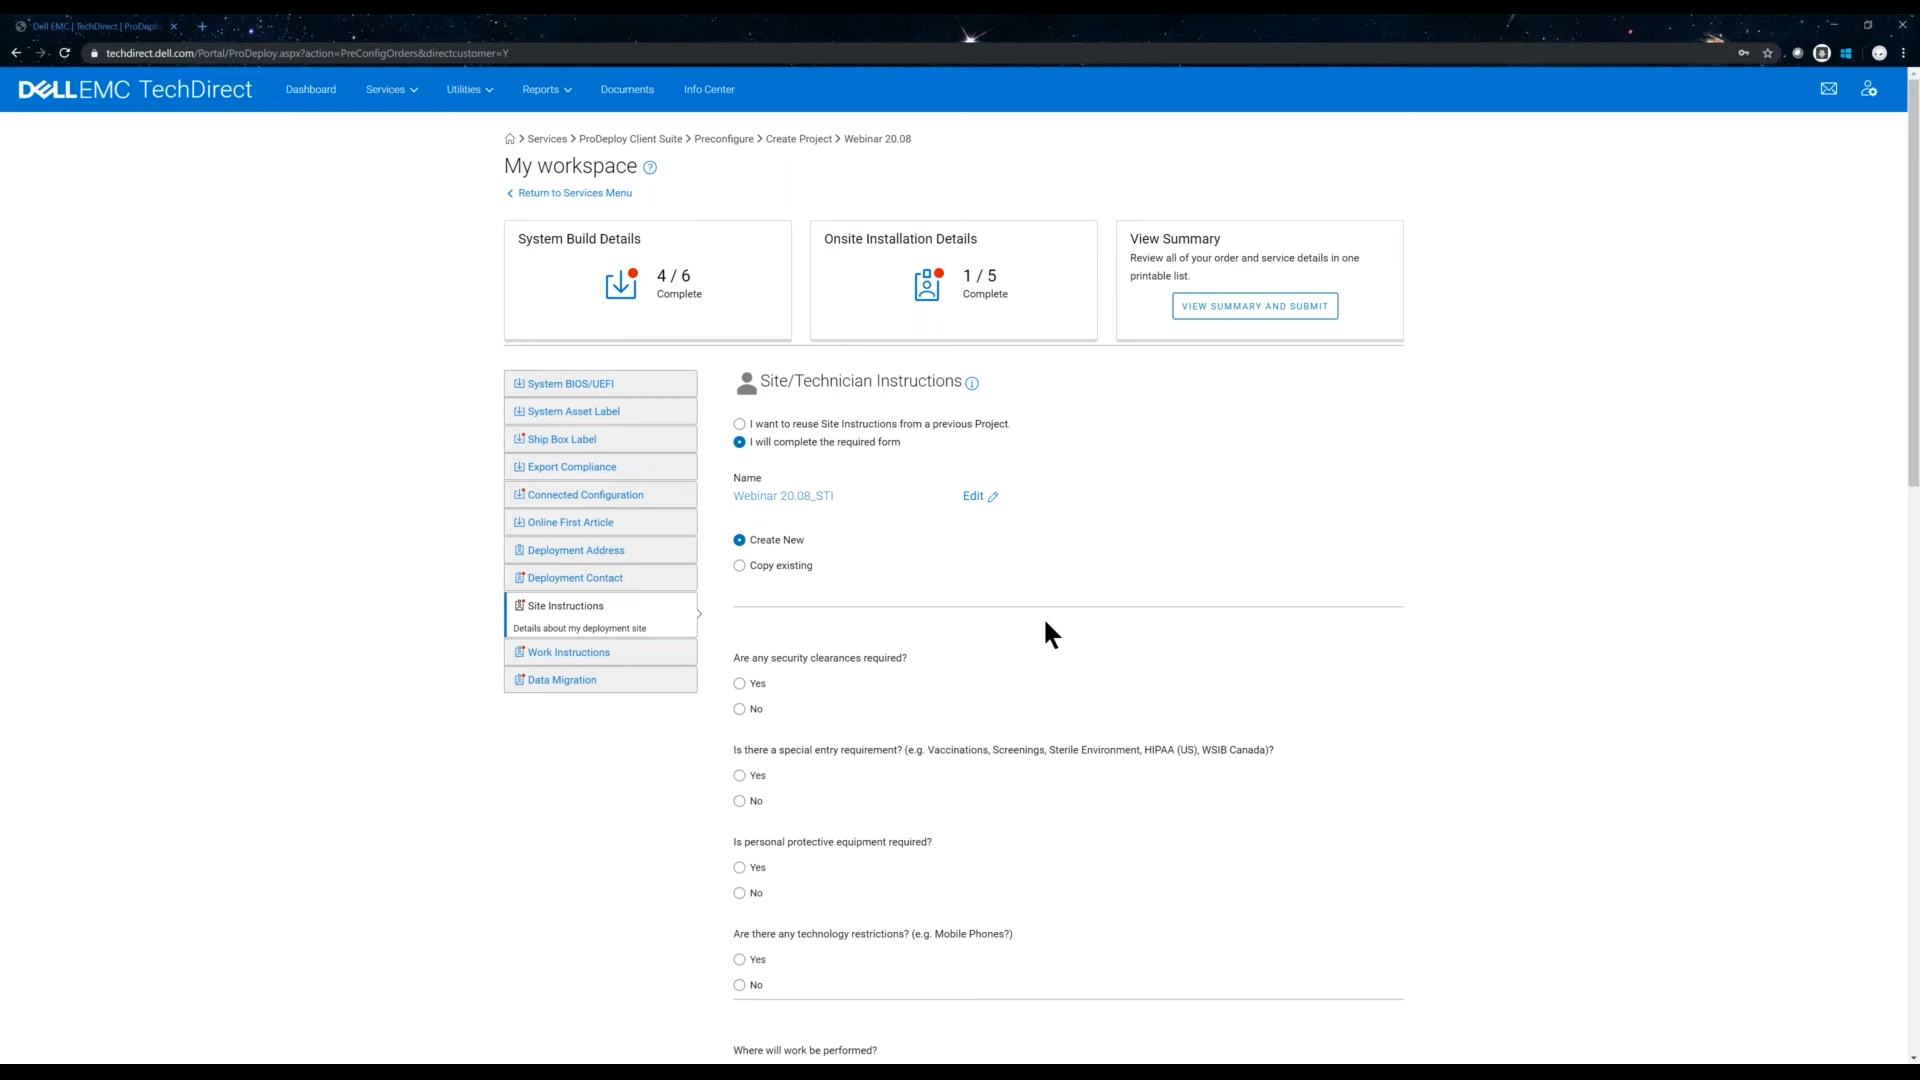 Dell EMC | TechDirect | ProDeplo
techdirect.dell.com/Portal/ProDeploy.aspx?action=PreConfigOrders&directcustomer=Y
DELLEMC TechDirect
Dashboard
Services
Utilities
Reports
Documents
Info Center
Services > ProDeploy Client Suite > Preconfigure > Create Project > Webinar 20.08
My workspace ?
Return to Services Menu
System Build Details
4 / 6
Complete
Onsite Installation Details
1 / 5
Complete
View Summary
Review all of your order and service details in one
printable list.
VIEW SUMMARY AND SUBMIT
System BIOS/UEFI
System Asset Label
Ship Box Label
Export Compliance
Connected Configuration
Online First Article
Deployment Address
Deployment Contact
Site Instructions
Details about my deployment site
Work Instructions
Data Migration
Site/Technician Instructions
I want to reuse Site Instructions from a previous Project.
I will complete the required form
Name
Webinar 20.08_STI
Edit
Create New
Copy existing
Are any security clearances required?
Yes
No
Is there a special entry requirement? (e.g. Vaccinations, Screenings, Sterile Environment, HIPAA (US), WSIB Canada)?
Yes
No
Is personal protective equipment required?
Yes
No
Are there any technology restrictions? (e.g. Mobile Phones?)
Yes
No
Where will work be performed?